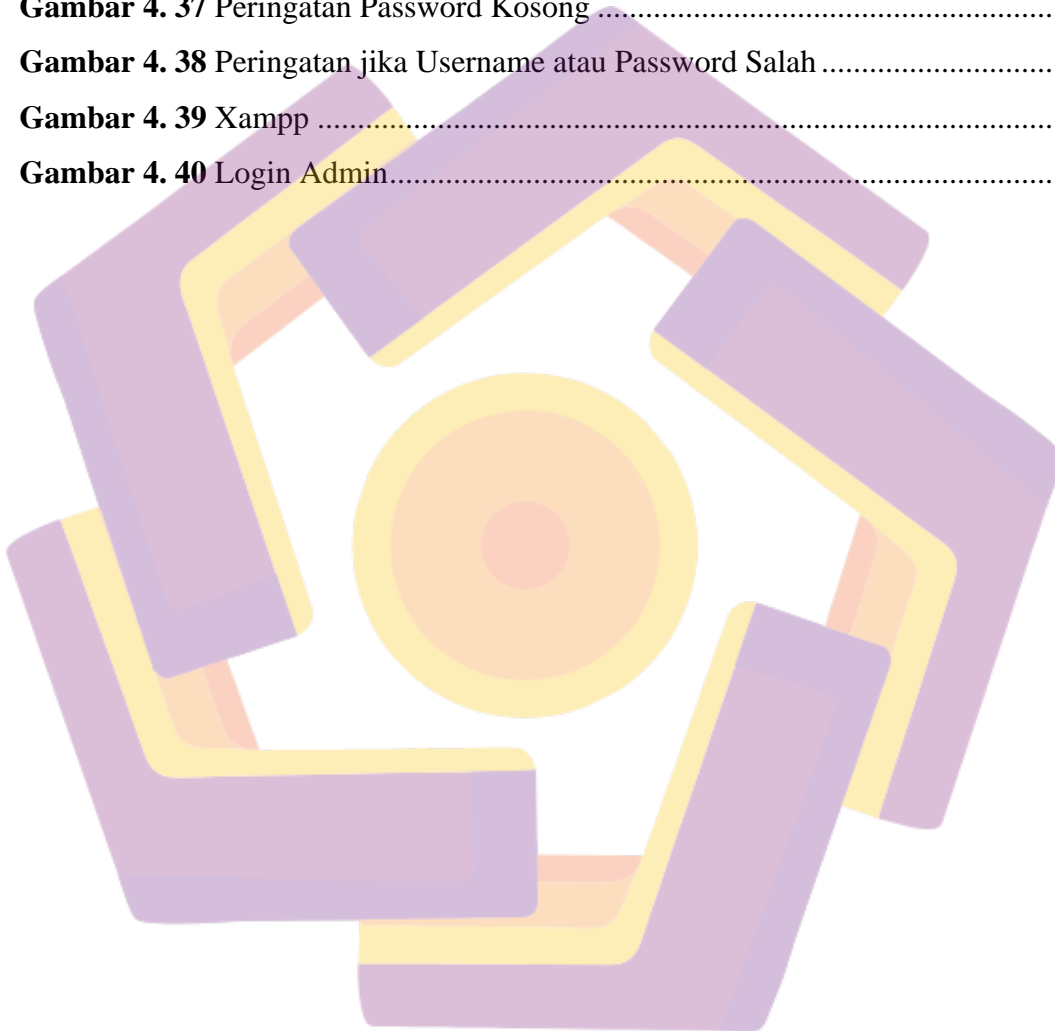 Gambar 4. 37 Peringatan Password Kosong ........................................................
Gambar 4. 38 Peringatan jika Username atau Password Salah .............................
Gambar 4. 39 Xampp ............................................................................................
Gambar 4. 40 Login Admin...................................................................................